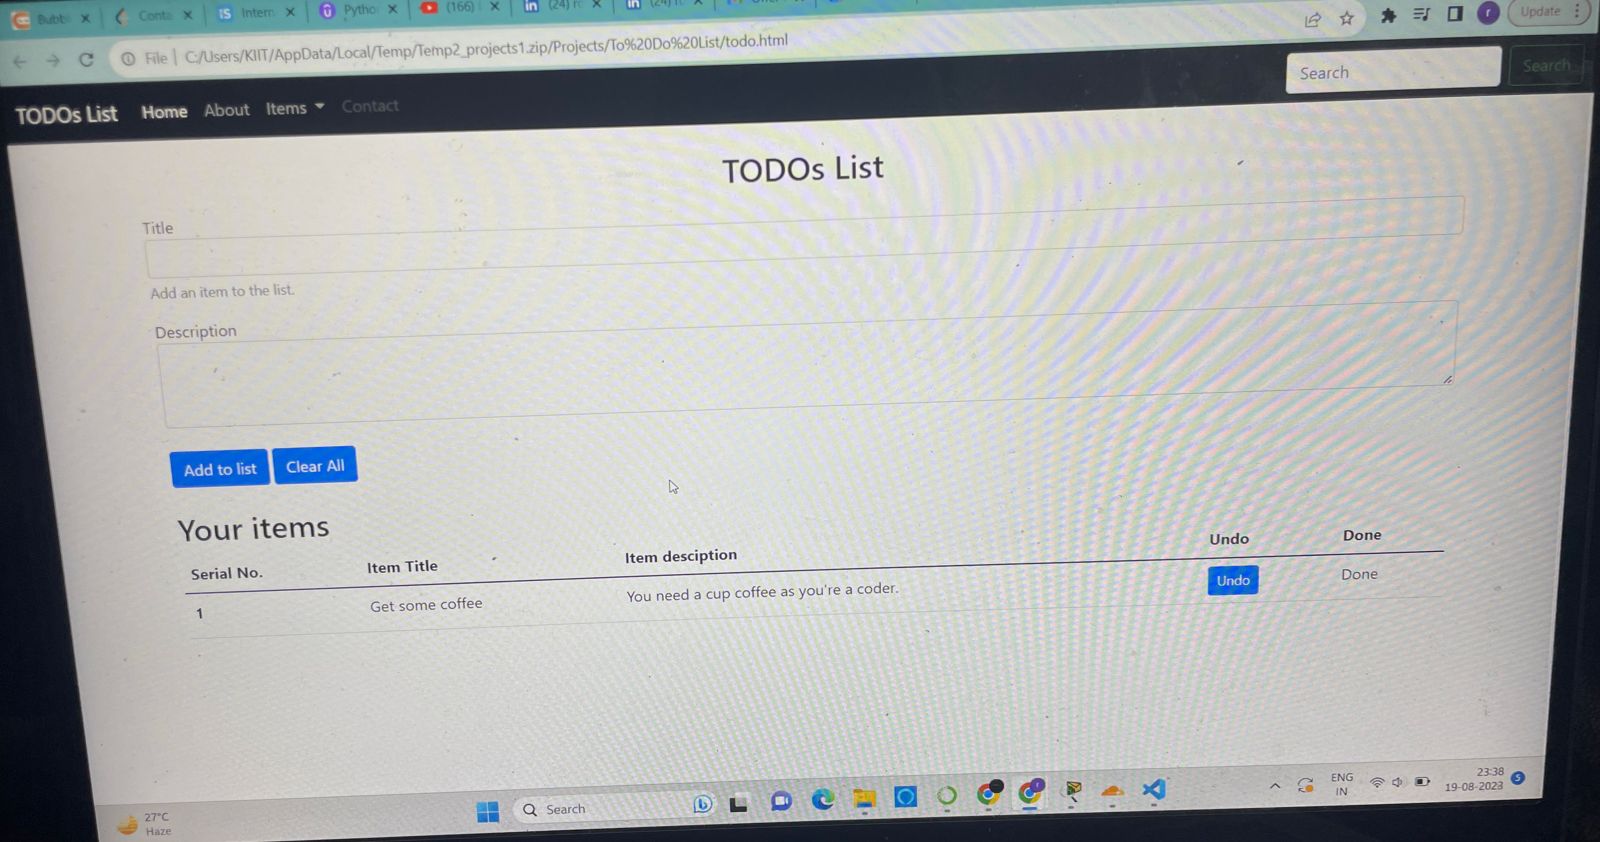 Bubb
Conta
Intern
Pytho
(166)
(24)
File | C:/Users/KIIT/AppData/Local/Temp/Temp2_projects1.zip/Projects/To%20Do%20List/todo.html
Update
TODOs List Home About Items Contact
Search Search
TODOs List
Title
Add an item to the list.
Description
Add to list Clear All
Your items
Serial No. Item Title Item desciption Undo Done
1 Get some coffee You need a cup coffee as you're a coder. Undo Done
27°C
Haze
Search
ENG
IN
23:38
19-08-2023
5